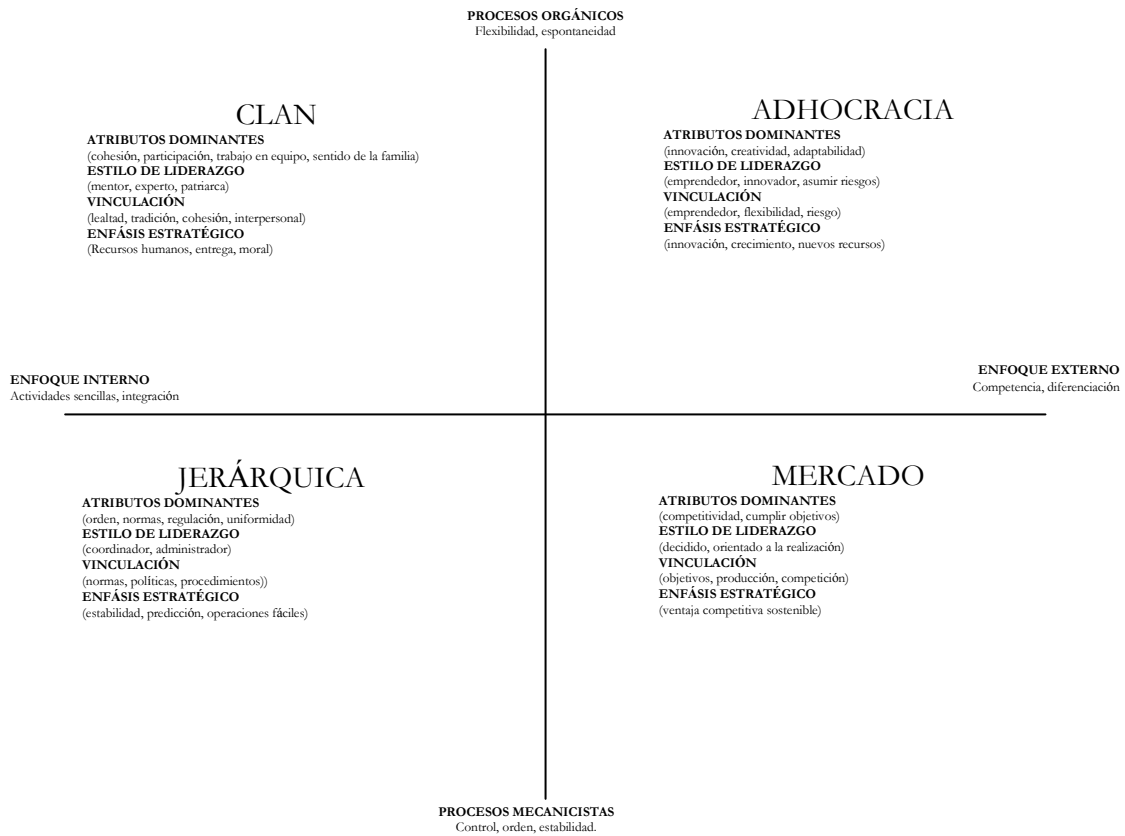 PROCESOS ORGÁNICOS
Flexibilidad, espontaneidad
CLAN
ATRIBUTOS DOMINANTES
(cohesión, participación, trabajo en equipo, sentido de la familia)
ESTILO DE LIDERAZGO
(mentor, experto, patriarca)
VINCULACIÓN
(lealtad, tradición, cohesión, interpersonal)
ENFÁSIS ESTRATÉGICO
(Recursos humanos, entrega, moral)
ADHOCRACIA
ATRIBUTOS DOMINANTES
(innovación, creatividad, adaptabilidad)
ESTILO DE LIDERAZGO
(emprendedor, innovador, asumir riesgos)
VINCULACIÓN
(emprendedor, flexibilidad, riesgo)
ENFÁSIS ESTRATÉGICO
(innovación, crecimiento, nuevos recursos)
ENFOQUE INTERNO
Actividades sencillas, integración
ENFOQUE EXTERNO
Competencia, diferenciación
JERÁRQUICA
ATRIBUTOS DOMINANTES
(orden, normas, regulación, uniformidad)
ESTILO DE LIDERAZGO
(coordinador, administrador)
VINCULACIÓN
(normas, políticas, procedimientos))
ENFÁSIS ESTRATÉGICO
(estabilidad, predicción, operaciones fáciles)
MERCADO
ATRIBUTOS DOMINANTES
(competitividad, cumplir objetivos)
ESTILO DE LIDERAZGO
(decidido, orientado a la realización)
VINCULACIÓN
(objetivos, producción, competición)
ENFÁSIS ESTRATÉGICO
(ventaja competitiva sostenible)
PROCESOS MECANICISTAS
Control, orden, estabilidad.